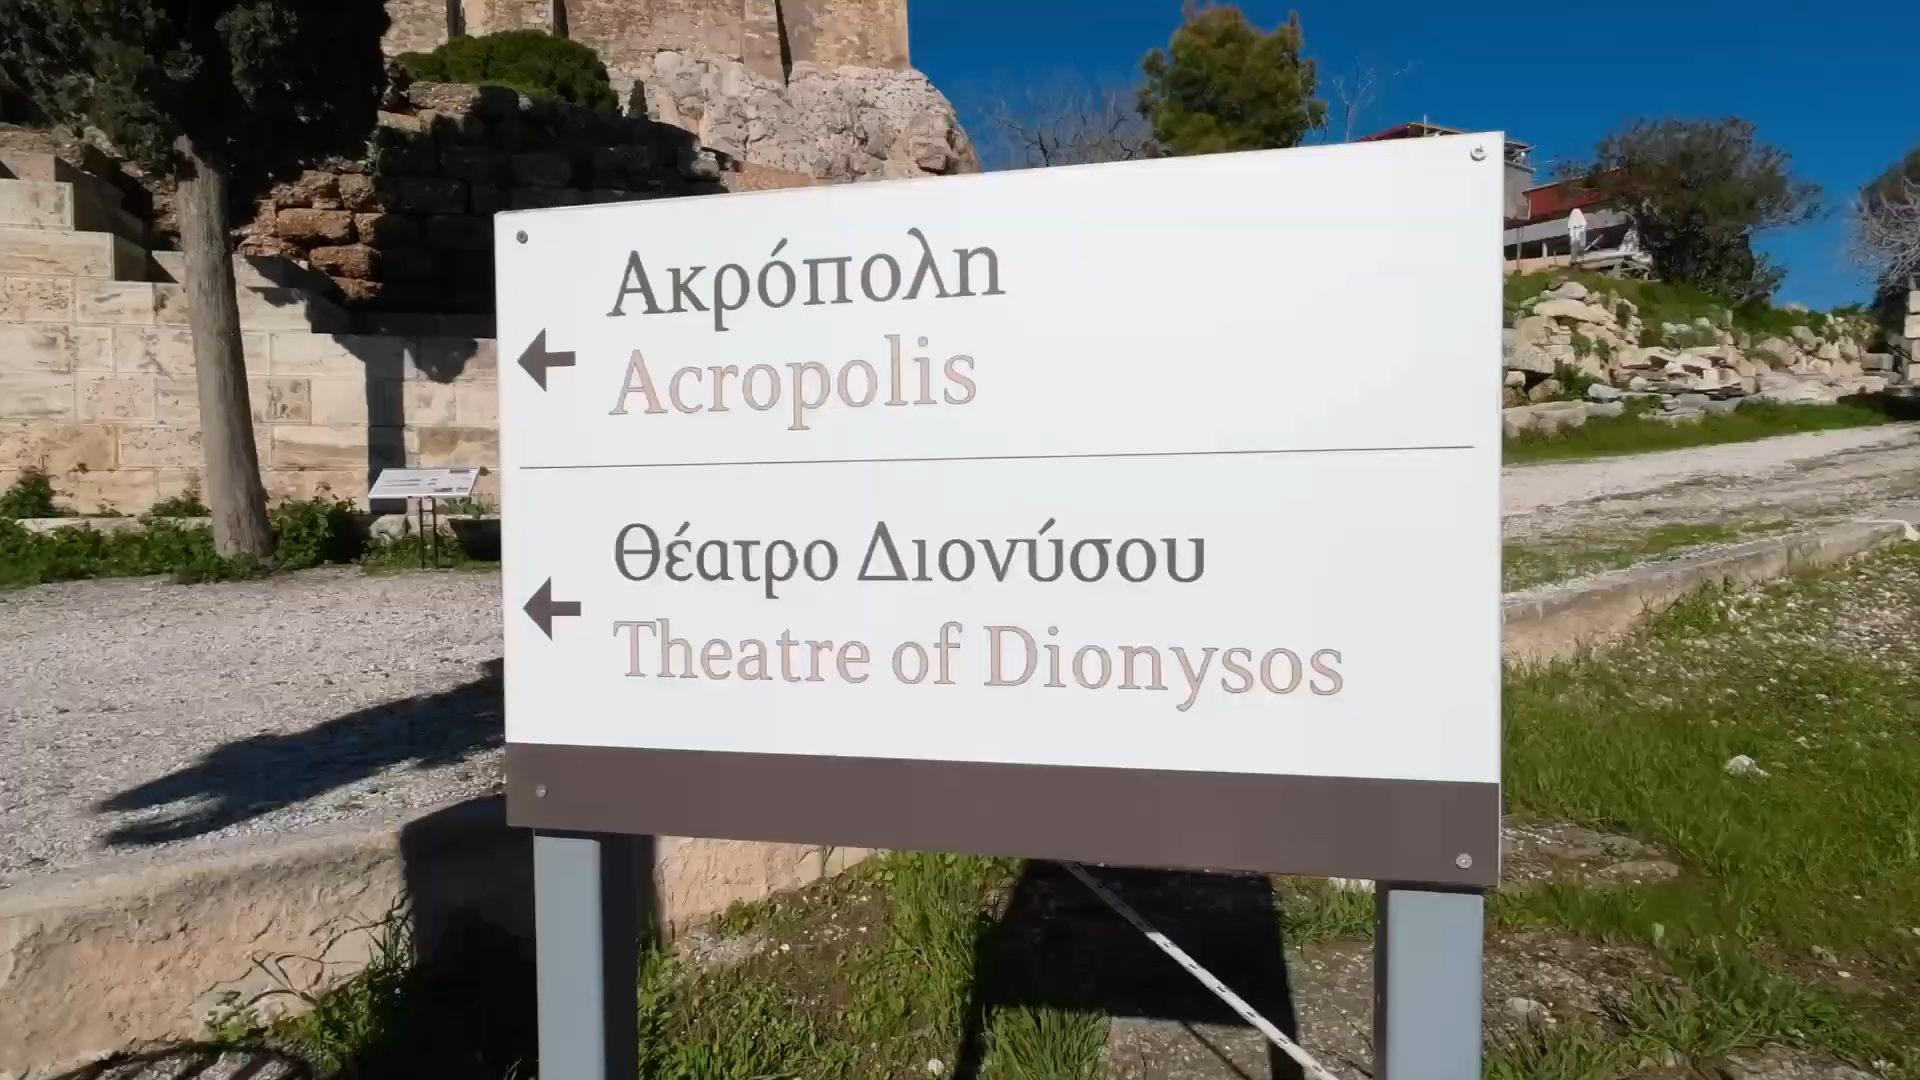 Ακρόπολη
Acropolis
Θέατρο Διονύσου
Theatre of Dionysos